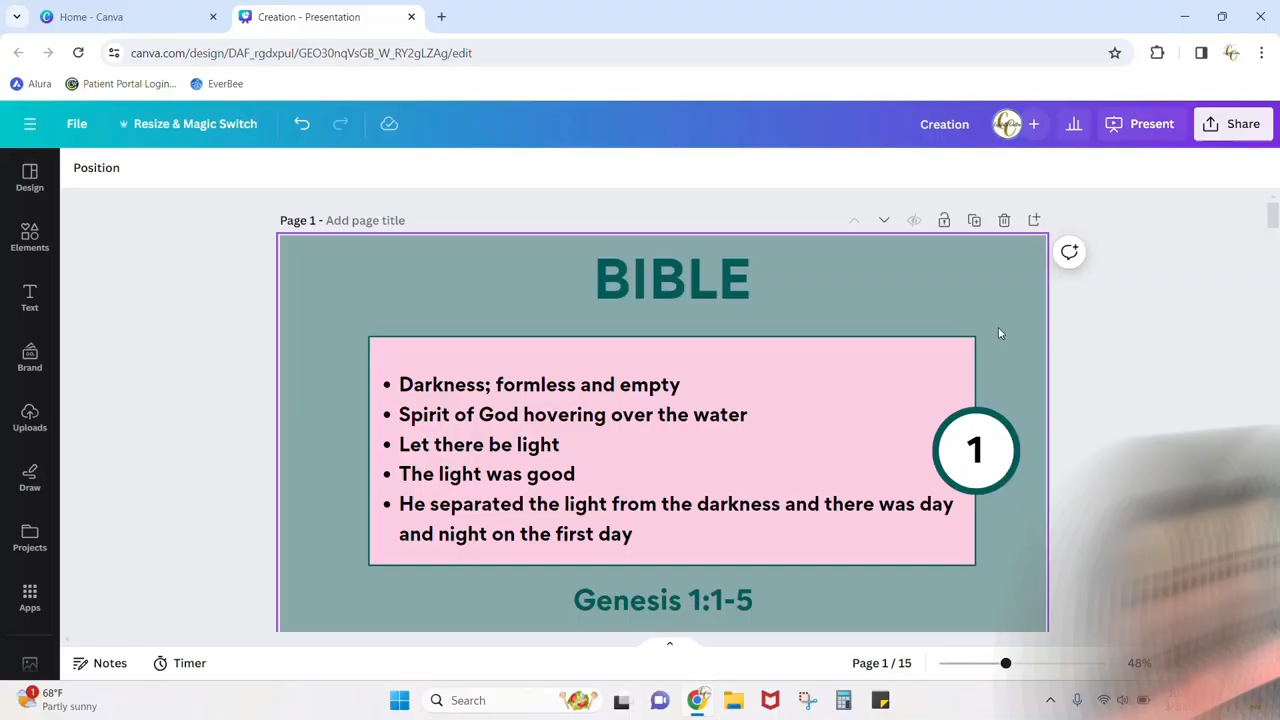 Home - Canva
Creation - Presentation
canva.com/design/DAF_rgdxpuI/GEO30nqVsGB_W_RY2gLZAg/edit
Alura
Patient Portal Login...
EverBee
File
Resize & Magic Switch
Creation
Present
Share
Position
Design
Elements
Text
Brand
Uploads
Draw
Projects
Apps
Page 1 - Add page title
BIBLE
• Darkness; formless and empty
• Spirit of God hovering over the water
• Let there be light
• The light was good
• He separated the light from the darkness and there was day
and night on the first day
1
Genesis 1:1-5
Notes
Timer
Page 1 / 15
48%
1
68°F
Partly sunny
Search